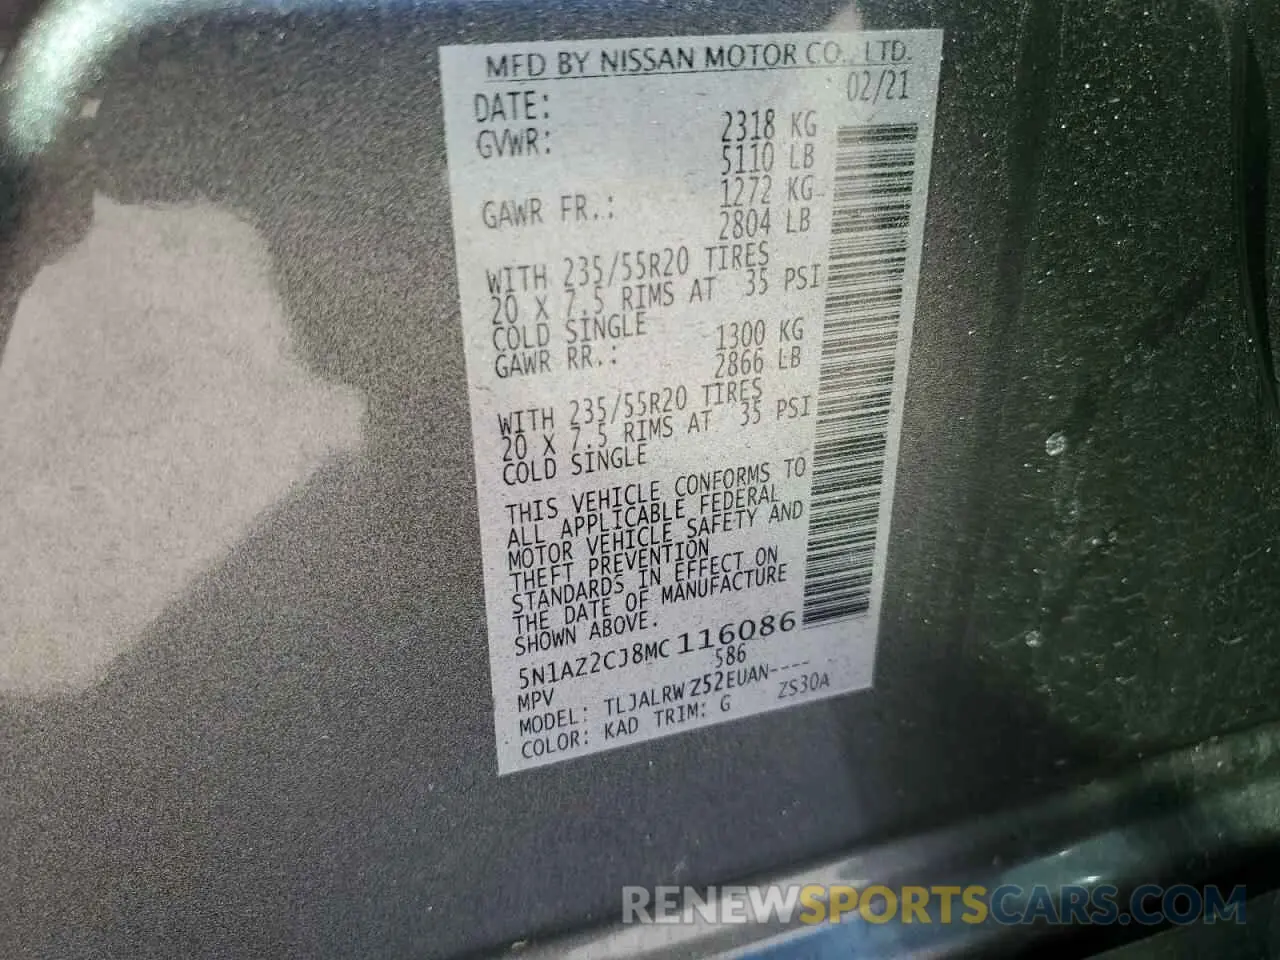 MFD BY NISSAN MOTOR CO., LTD.
DATE: 02/21
GVWR: 2318 KG
5110 LB
GAWR FR.: 1272 KG
2804 LB
WITH 235/55R20 TIRES
20 X 7.5 RIMS AT 35 PSI
COLD SINGLE
GAWR RR.: 1300 KG
2866 LB
WITH 235/55R20 TIRES
20 X 7.5 RIMS AT 35 PSI
COLD SINGLE
THIS VEHICLE CONFORMS TO
ALL APPLICABLE FEDERAL
MOTOR VEHICLE SAFETY AND
THEFT PREVENTION
STANDARDS IN EFFECT ON
THE DATE OF MANUFACTURE
SHOWN ABOVE.
5N1AZ2CJ8MC116086
MPV 586
MODEL: TLJALRWZ52EUAN----
COLOR: KAD TRIM: G ZS30A
RENEWSPORTSCARS.COM